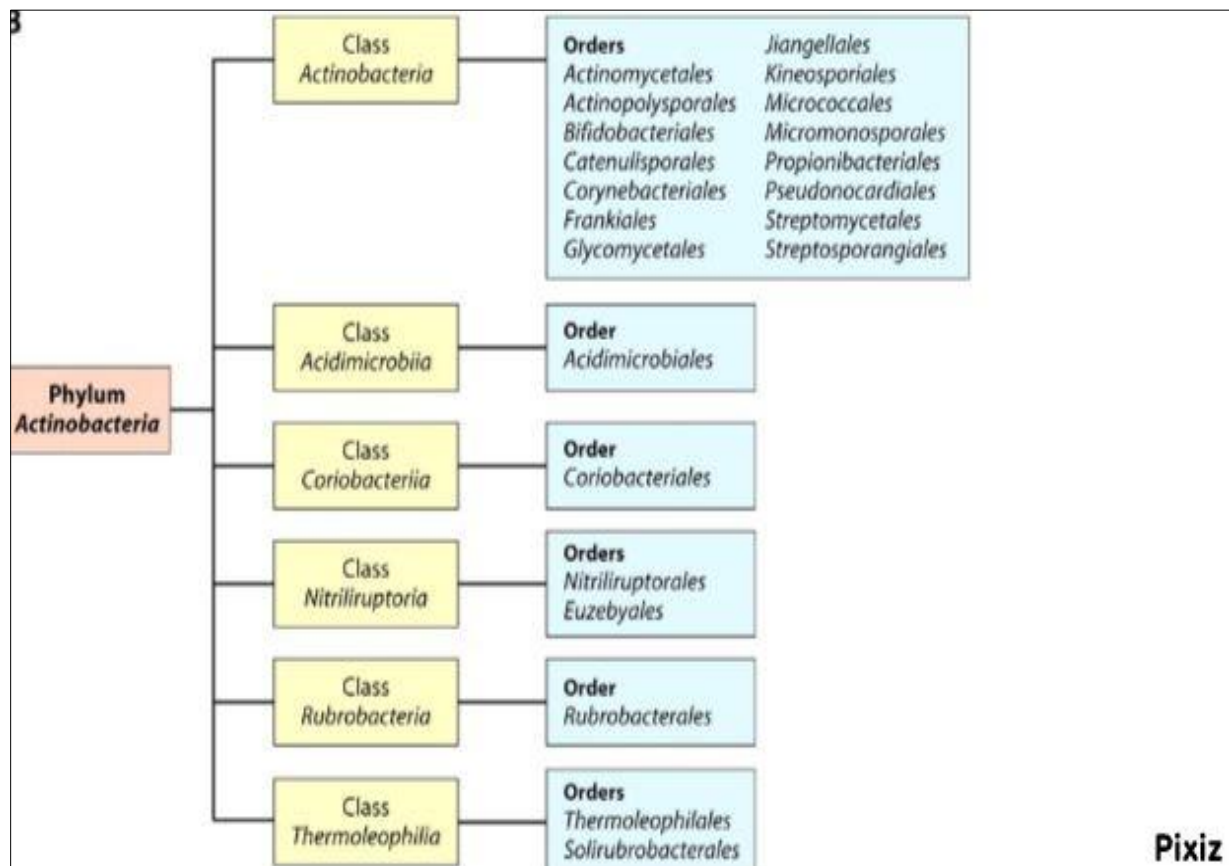 B
Class
Actinobacteria
Orders
Actinomycetales
Actinopolysporales
Bifidobacteriales
Catenulisporales
Corynebacteriales
Frankiales
Glycomycetales
Jiangellales
Kineosporiales
Micrococcales
Micromonosporales
Propionibacteriales
Pseudonocardiales
Streptomycetales
Streptosporangiales
Class
Acidimicrobiia
Order
Acidimicrobiales
Phylum
Actinobacteria
Class
Coriobacteriia
Order
Coriobacteriales
Class
Nitriliruptoria
Orders
Nitriliruptorales
Euzebyales
Class
Rubrobacteria
Order
Rubrobacterales
Class
Thermoleophilia
Orders
Thermoleophilales
Solirubrobacterales
Pixiz